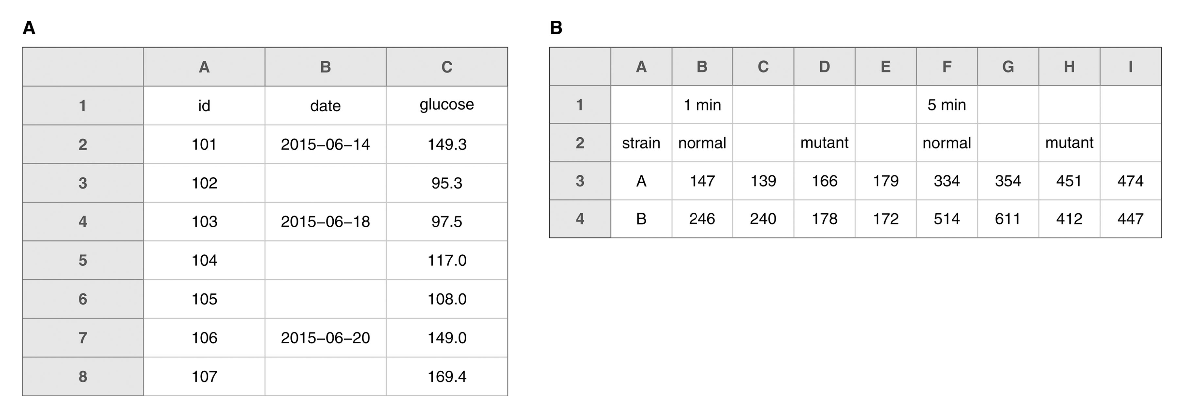 A
A B C
1 id date glucose
2 101 2015–06–14 149.3
3 102 95.3
4 103 2015–06–18 97.5
5 104 117.0
6 105 108.0
7 106 2015–06–20 149.0
8 107 169.4
B
A B C D E F G H I
1 1 min 5 min
2 strain normal mutant normal mutant
3 A 147 139 166 179 334 354 451 474
4 B 246 240 178 172 514 611 412 447